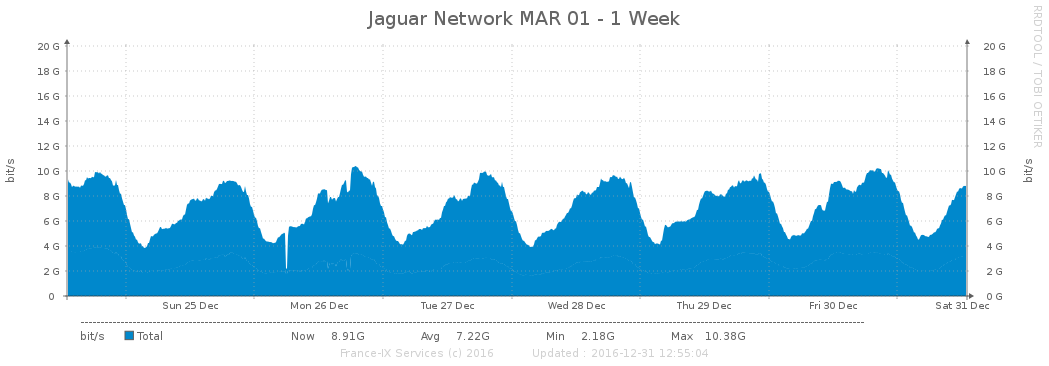 Jaguar Network MAR 01 - 1 Week
RRDTOOL / TOBI OETIKER
bit/s
bit/s
20 G 20 G
18 G 18 G
16 G 16 G
14 G 14 G
12 G 12 G
10 G 10 G
8 G 8 G
6 G 6 G
4 G 4 G
2 G 2 G
0 0 G
Sun 25 Dec Mon 26 Dec Tue 27 Dec Wed 28 Dec Thu 29 Dec Fri 30 Dec Sat 31 Dec
bit/s Total Now 8.91G Avg 7.22G Min 2.18G Max 10.38G
France-IX Services (c) 2016 Updated : 2016-12-31 12:55:04